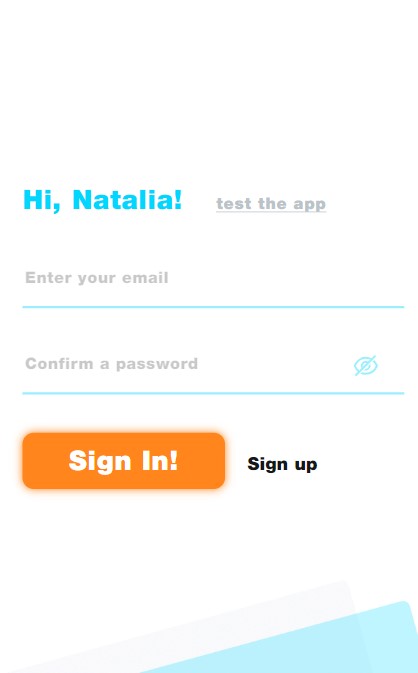 Hi, Natalia! test the app
Enter your email
Confirm a password
Sign In! Sign up